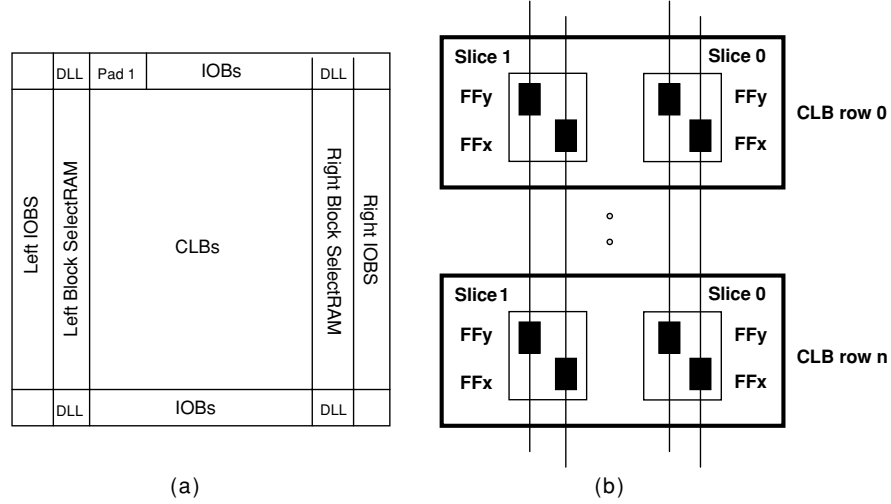 DLL Pad 1 IOBs DLL
Left IOBS
Left Block SelectRAM
CLBs
Right Block SelectRAM
Right IOBS
DLL IOBs DLL
(a)
Slice 1 Slice 0
FFy FFy
CLB row 0
FFx FFx
Slice 1 Slice 0
FFy FFy
CLB row n
FFx FFx
(b)